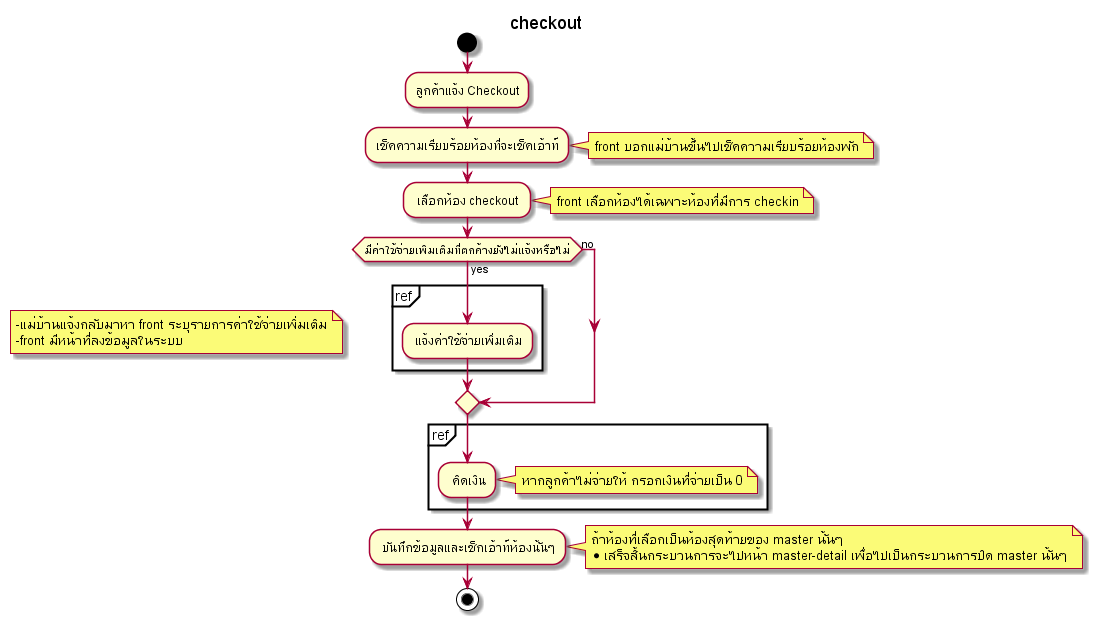 checkout
ลูกค้าแจ้ง Checkout
เช็คความเรียบร้อยห้องที่จะเช็คเอ้าท์
front บอกแม่บ้านขึ้นไปเช็คความเรียบร้อยห้องพัก
เลือกห้อง checkout
front เลือกห้องได้เฉพาะห้องที่มีการ checkin
มีค่าใช้จ่ายเพิ่มเติมที่ตกค้างยังไม่แจ้งหรือไม่
no
yes
ref
-แม่บ้านแจ้งกลับมาหา front ระบุรายการค่าใช้จ่ายเพิ่มเติม
-front มีหน้าที่ลงข้อมูลในระบบ
แจ้งค่าใช้จ่ายเพิ่มเติม
ref
คิดเงิน
หากลูกค้าไม่จ่ายให้ กรอกเงินที่จ่ายเป็น 0
บันทึกข้อมูลและเช็กเอ้าท์ห้องนั้นๆ
ถ้าห้องที่เลือกเป็นห้องสุดท้ายของ master นั้นๆ
• เสร็จสิ้นกระบวนการจะไปหน้า master-detail เพื่อไปเป็นกระบวนการปิด master นั้นๆ